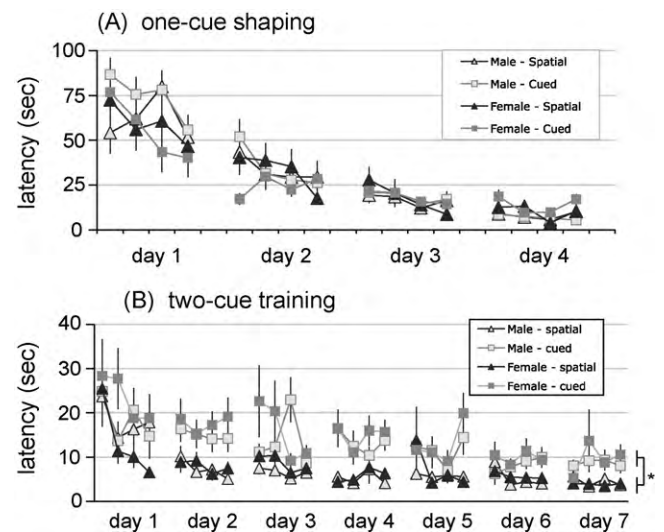 (A) one-cue shaping
latency (sec)
100
75
50
25
0
Male - Spatial
Male - Cued
Female - Spatial
Female - Cued
day 1 day 2 day 3 day 4
(B) two-cue training
latency (sec)
40
30
20
10
0
Male - spatial
Male - cued
Female - spatial
Female - cued
*
day 1 day 2 day 3 day 4 day 5 day 6 day 7